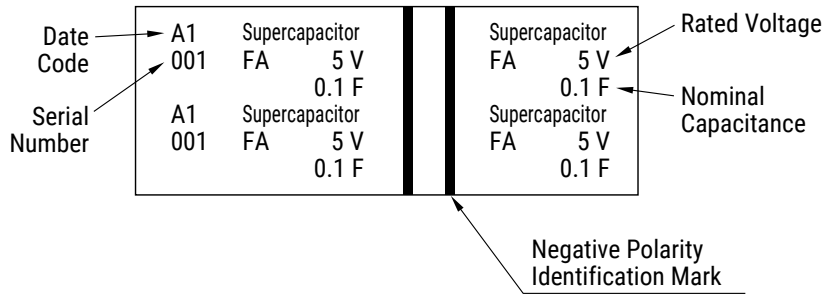 Date
Code
Serial
Number
A1 Supercapacitor
001 FA 5 V
0.1 F
A1 Supercapacitor
001 FA 5 V
0.1 F
Supercapacitor
FA 5 V
0.1 F
Supercapacitor
FA 5 V
0.1 F
Rated Voltage
Nominal
Capacitance
Negative Polarity
Identification Mark